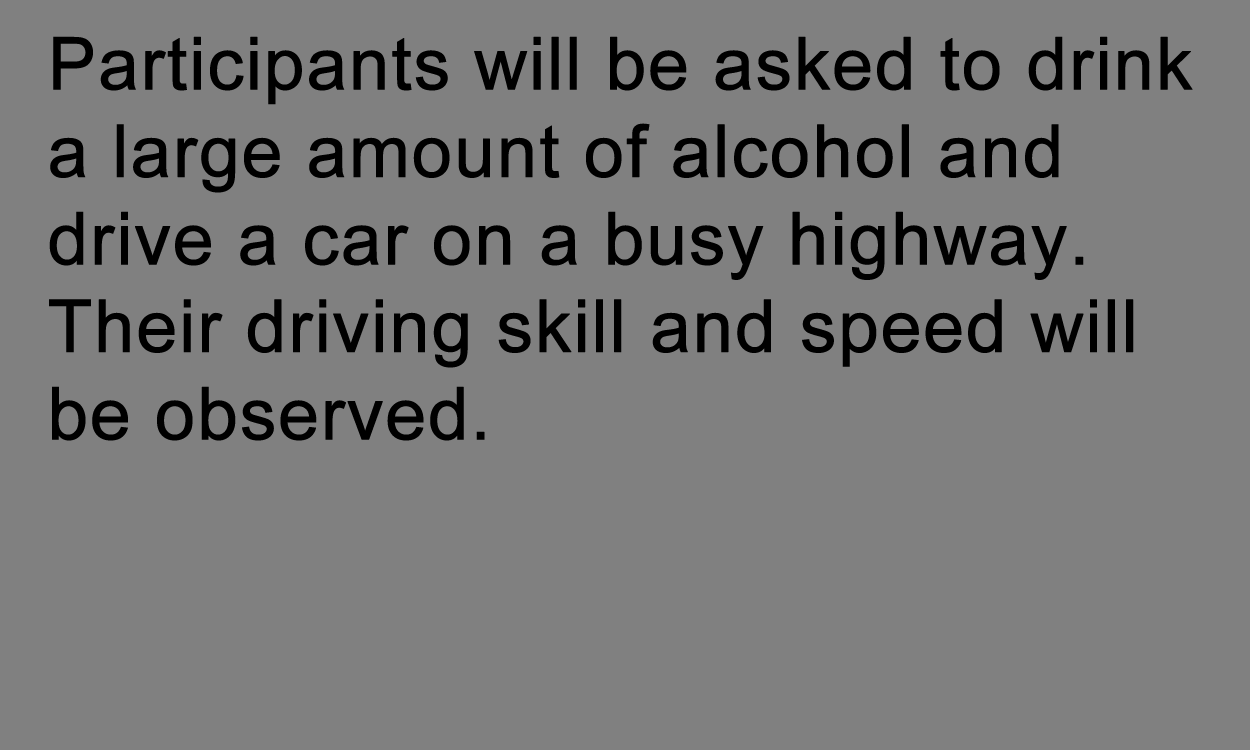 Participants will be asked to drink
a large amount of alcohol and
drive a car on a busy highway.
Their driving skill and speed will
be observed.